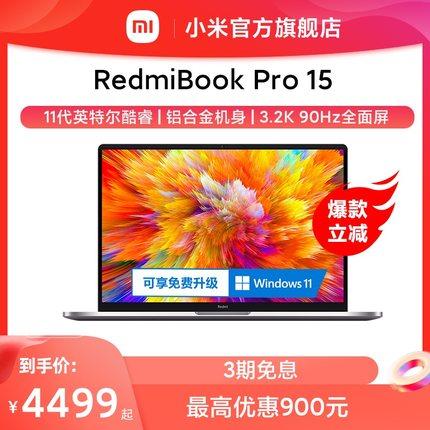 小米官方旗舰店
RedmiBook Pro 15
11代英特尔酷睿 | 铝合金机身 | 3.2K 90Hz全面屏
爆款
立减
可享免费升级 Windows 11
Redmi
到手价:
¥4499起
3期免息
最高优惠900元